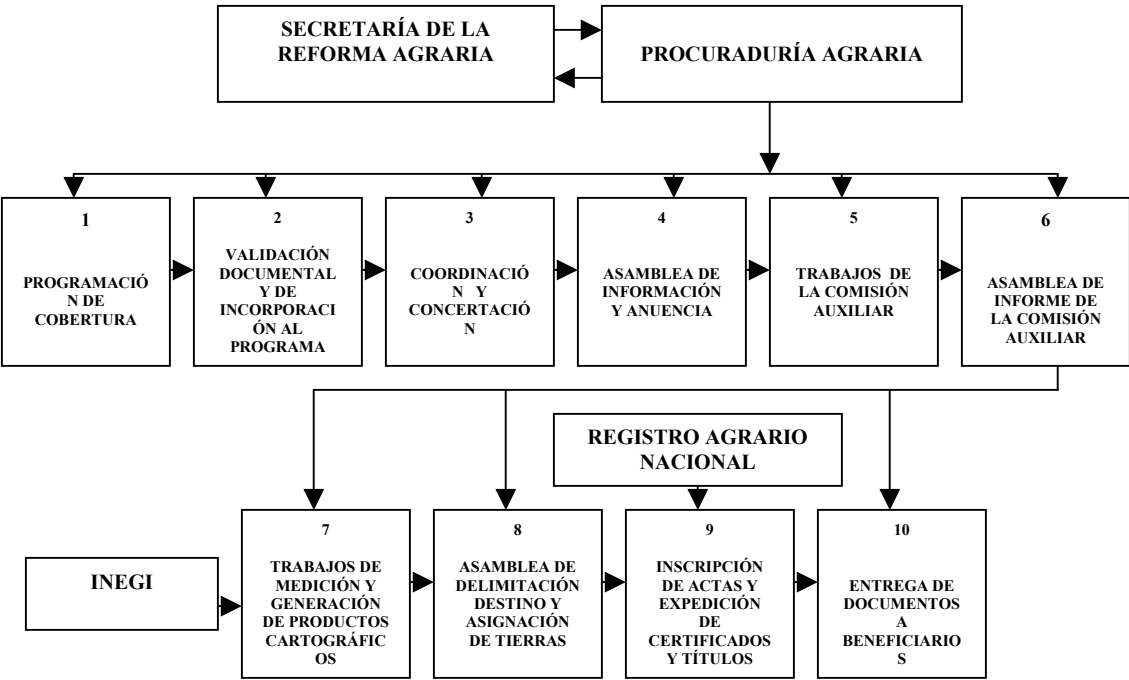 SECRETARÍA DE LA
REFORMA AGRARIA
PROCURADURÍA AGRARIA
1
PROGRAMACIÓ
N DE
COBERTURA
2
VALIDACIÓN
DOCUMENTAL
Y DE
INCORPORACI
ÓN AL
PROGRAMA
3
COORDINACIÓ
N Y
CONCERTACIÓ
N
4
ASAMBLEA DE
INFORMACIÓN
Y ANUENCIA
5
TRABAJOS DE
LA COMISIÓN
AUXILIAR
6
ASAMBLEA DE
INFORME DE
LA COMISIÓN
AUXILIAR
REGISTRO AGRARIO
NACIONAL
INEGI
7
TRABAJOS DE
MEDICIÓN Y
GENERACIÓN
DE PRODUCTOS
CARTOGRÁFIC
OS
8
ASAMBLEA DE
DELIMITACIÓN
DESTINO Y
ASIGNACIÓN
DE TIERRAS
9
INSCRIPCIÓN
DE ACTAS Y
EXPEDICIÓN
DE
CERTIFICADOS
Y TÍTULOS
10
ENTREGA DE
DOCUMENTOS
A
BENEFICIARIO
S